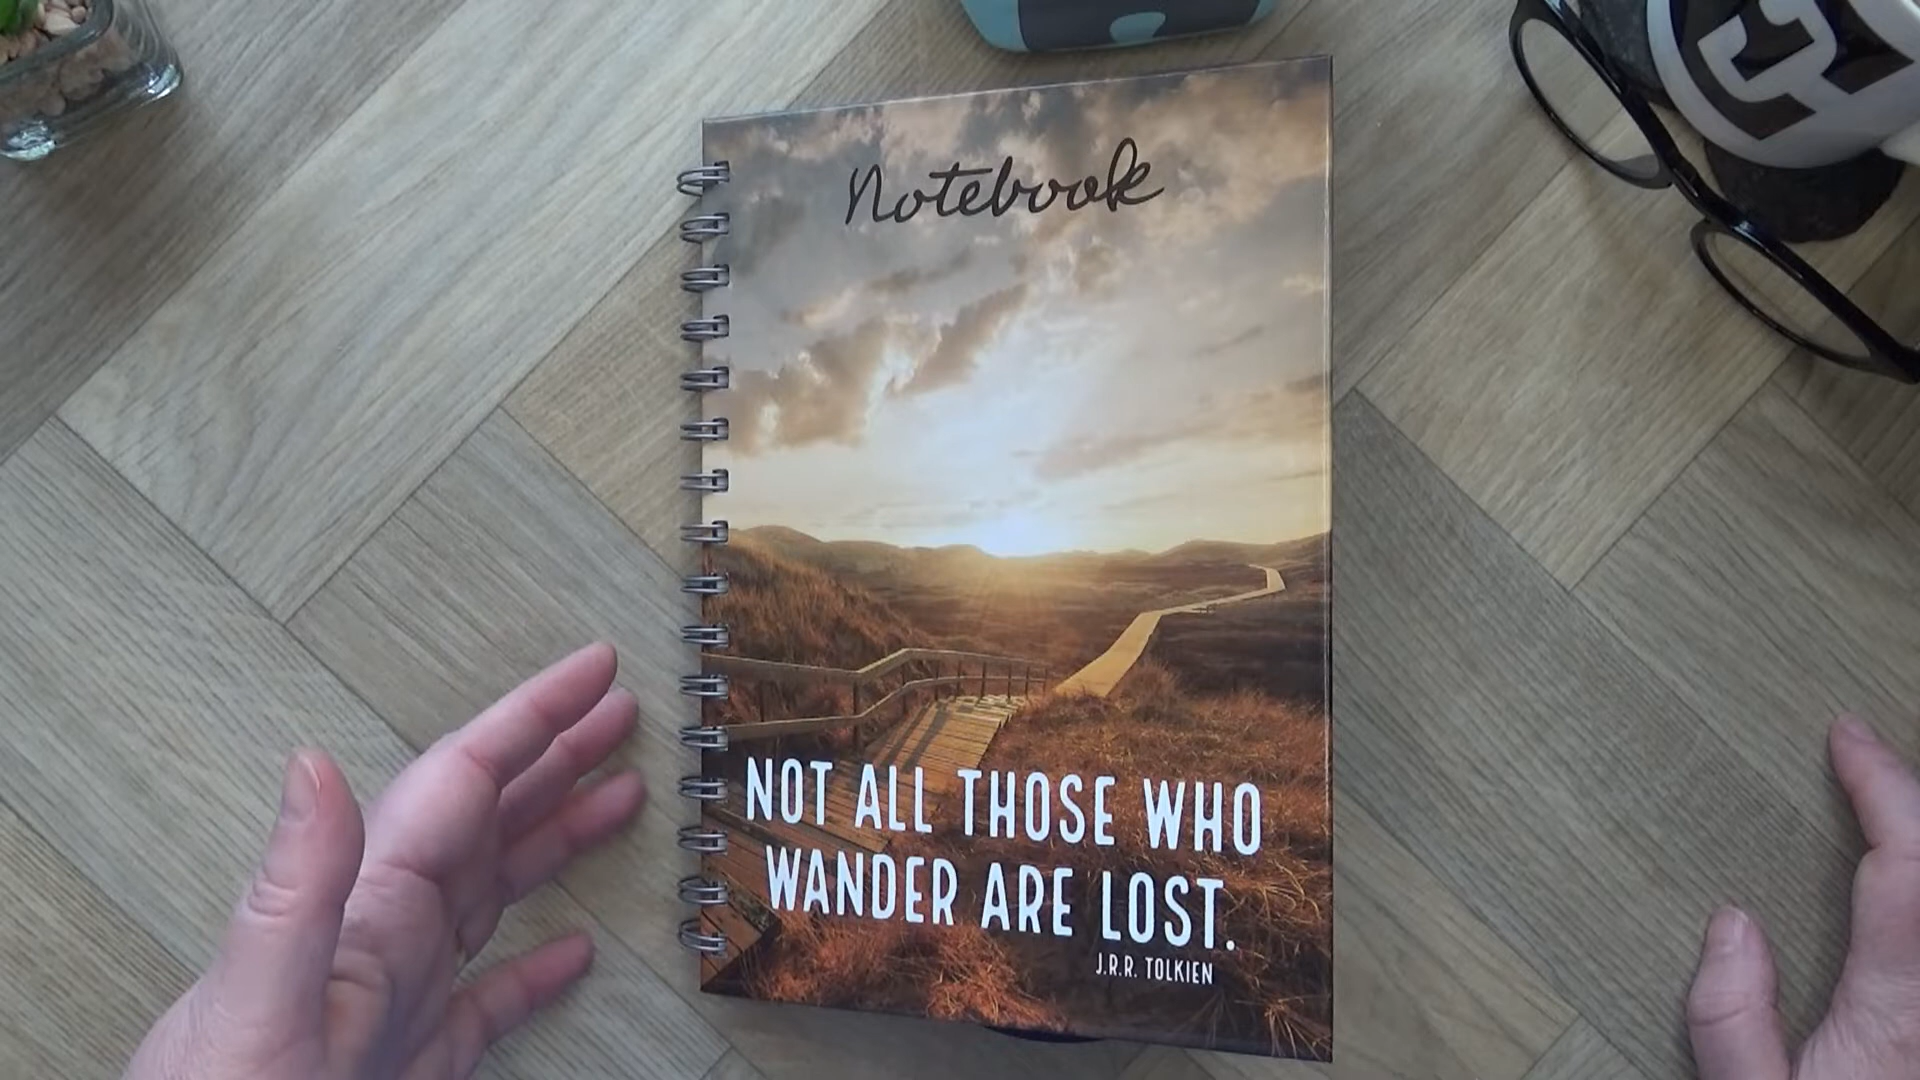 Notebook
NOT ALL THOSE WHO
WANDER ARE LOST.
J.R.R. TOLKIEN